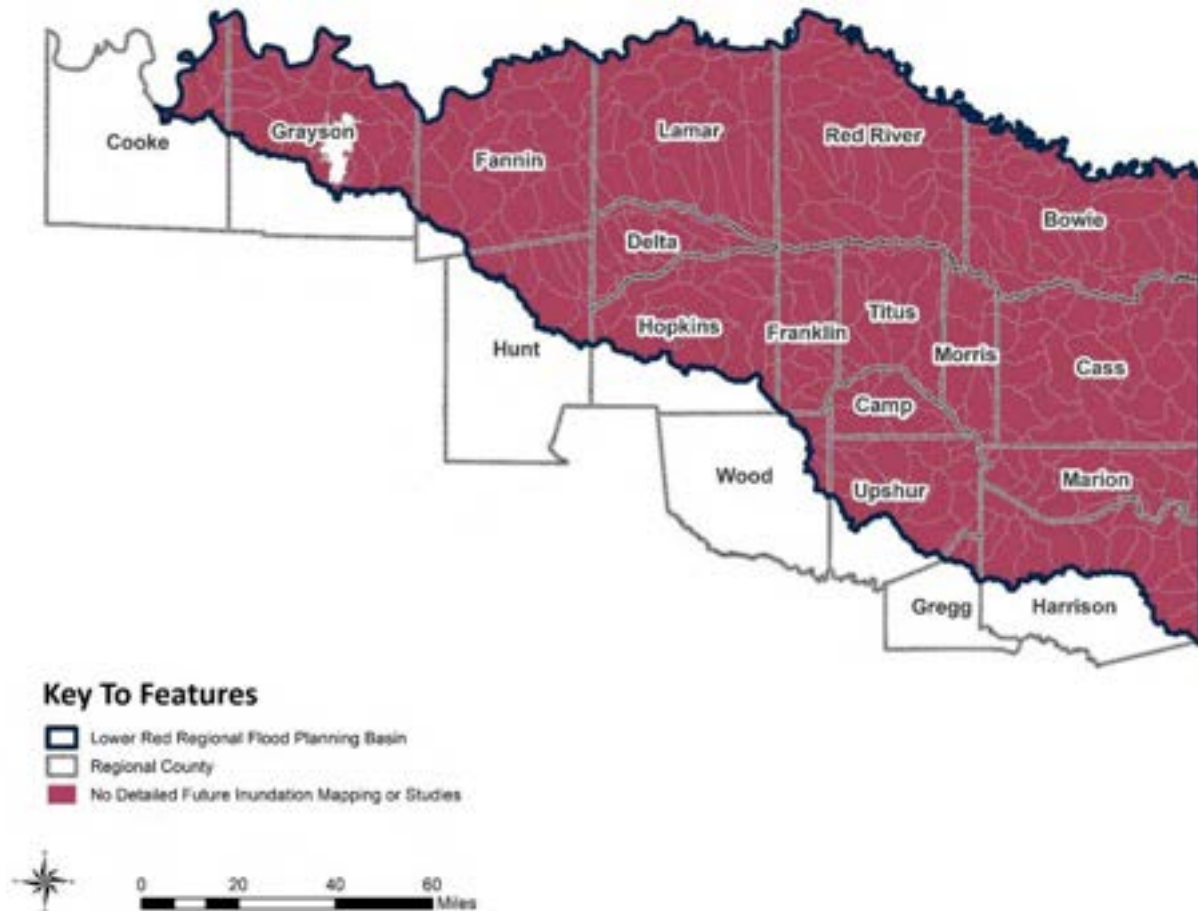 Cooke
Grayson
Fannin
Lamar
Red River
Bowie
Delta
Hopkins
Franklin
Titus
Morris
Cass
Hunt
Camp
Wood
Upshur
Marion
Gregg
Harrison
Key To Features
Lower Red Regional Flood Planning Basin
Regional County
No Detailed Future Inundation Mapping or Studies
0 20 40 60
Miles